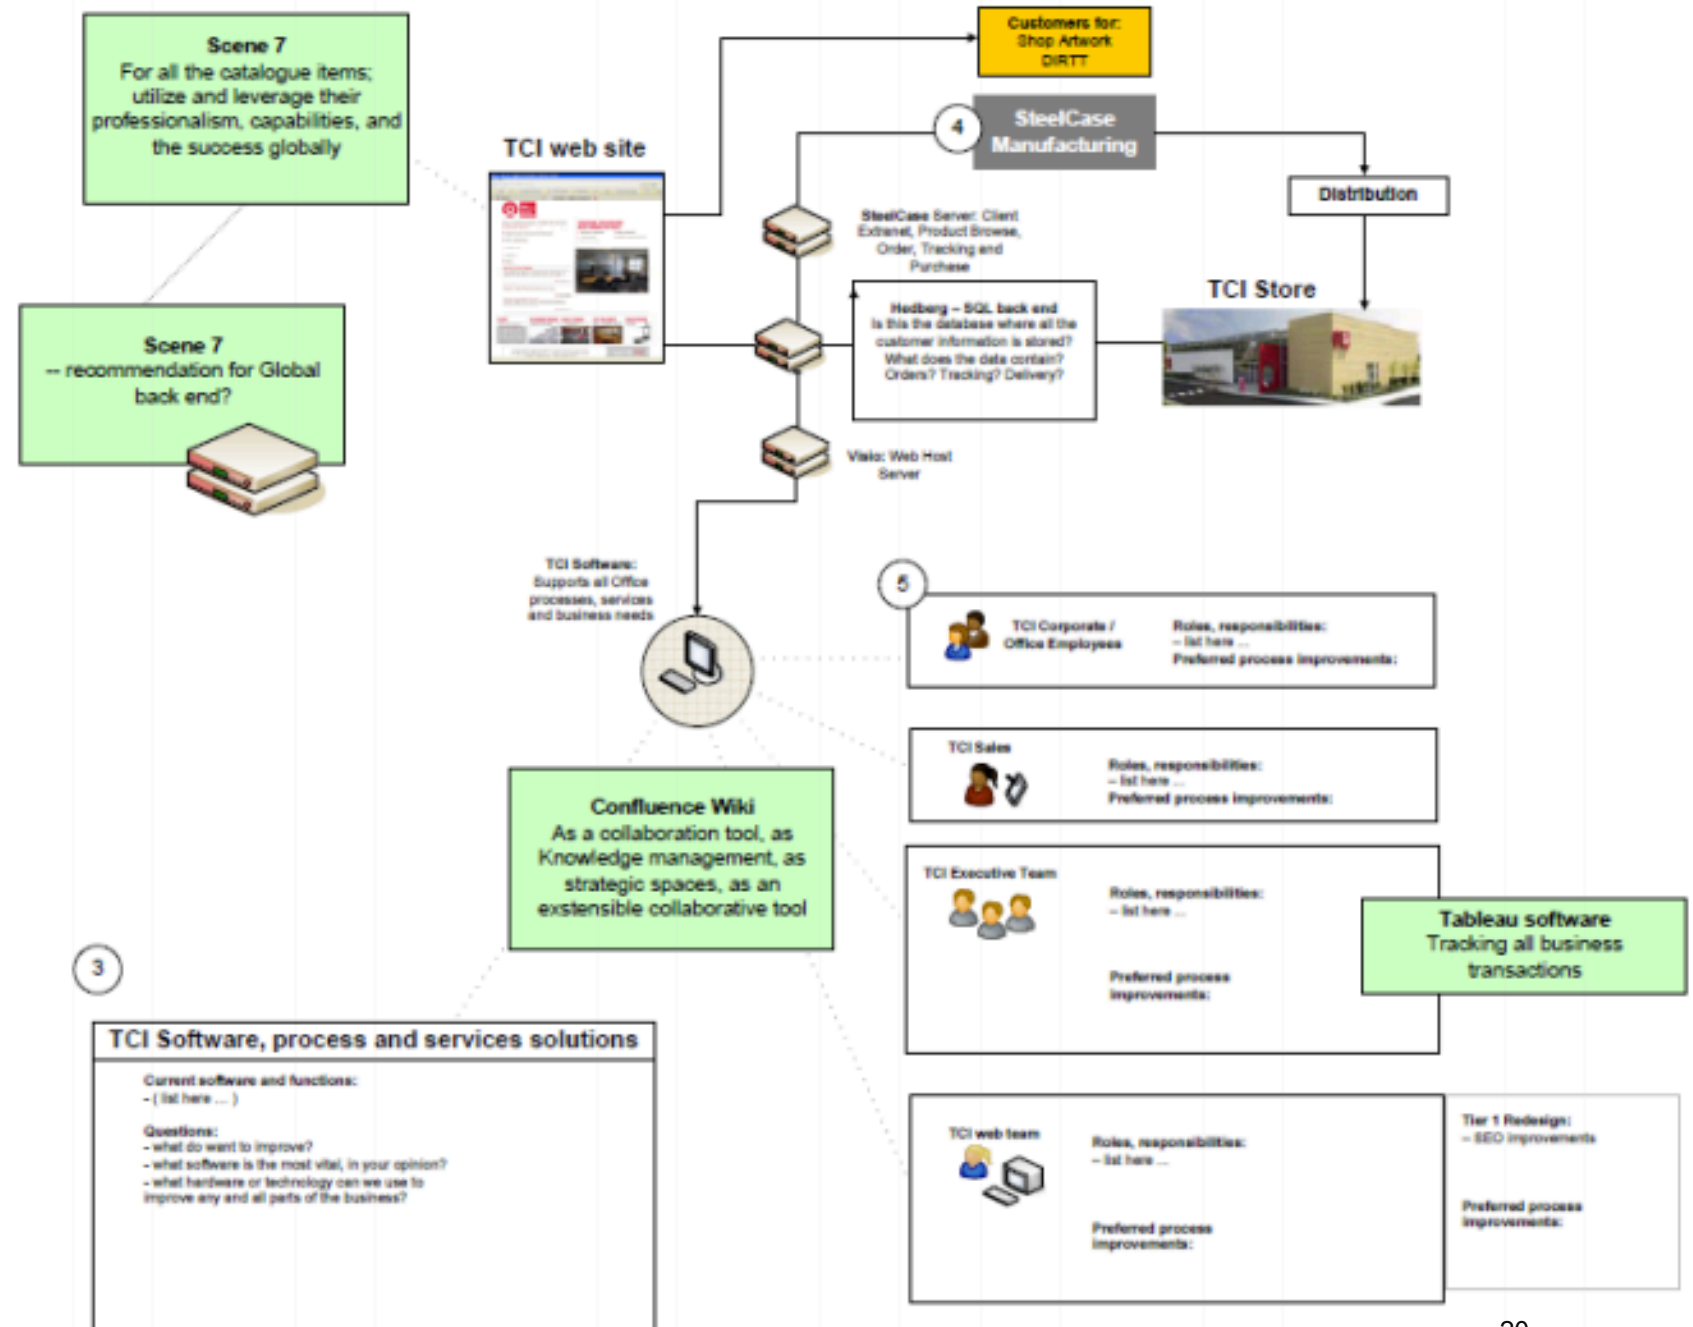 Scene 7
For all the catalogue items;
utilize and leverage their
professionalism, capabilities, and
the success globally
Customers for:
Shop Artwork
DIRTT
4
SteelCase
Manufacturing
TCI web site
Distribution
SteelCase Server: Client
Extranet, Product Browse,
Order, Tracking and
Purchase
TCI Store
Hedberg – SQL back end
Is this the database where all the
customer information is stored?
What does the data contain?
Orders? Tracking? Delivery?
Scene 7
-- recommendation for Global
back end?
Visio: Web Host
Server
TCI Software:
Supports all Office
processes, services
and business needs
5
TCI Corporate /
Office Employees
Roles, responsibilities:
– list here ...
Preferred process improvements:
TCI Sales
Roles, responsibilities:
– list here ...
Preferred process improvements:
Confluence Wiki
As a collaboration tool, as
Knowledge management, as
strategic spaces, as an
exstensible collaborative tool
TCI Executive Team
Roles, responsibilities:
– list here ...
Preferred process
improvements:
Tableau software
Tracking all business
transactions
3
TCI Software, process and services solutions
Current software and functions:
- ( list here ... )
Questions:
- what do want to improve?
- what software is the most vital, in your opinion?
- what hardware or technology can we use to
improve any and all parts of the business?
TCI web team
Roles, responsibilities:
– list here ...
Preferred process
improvements:
Tier 1 Redesign:
– SEO improvements
Preferred process
improvements: